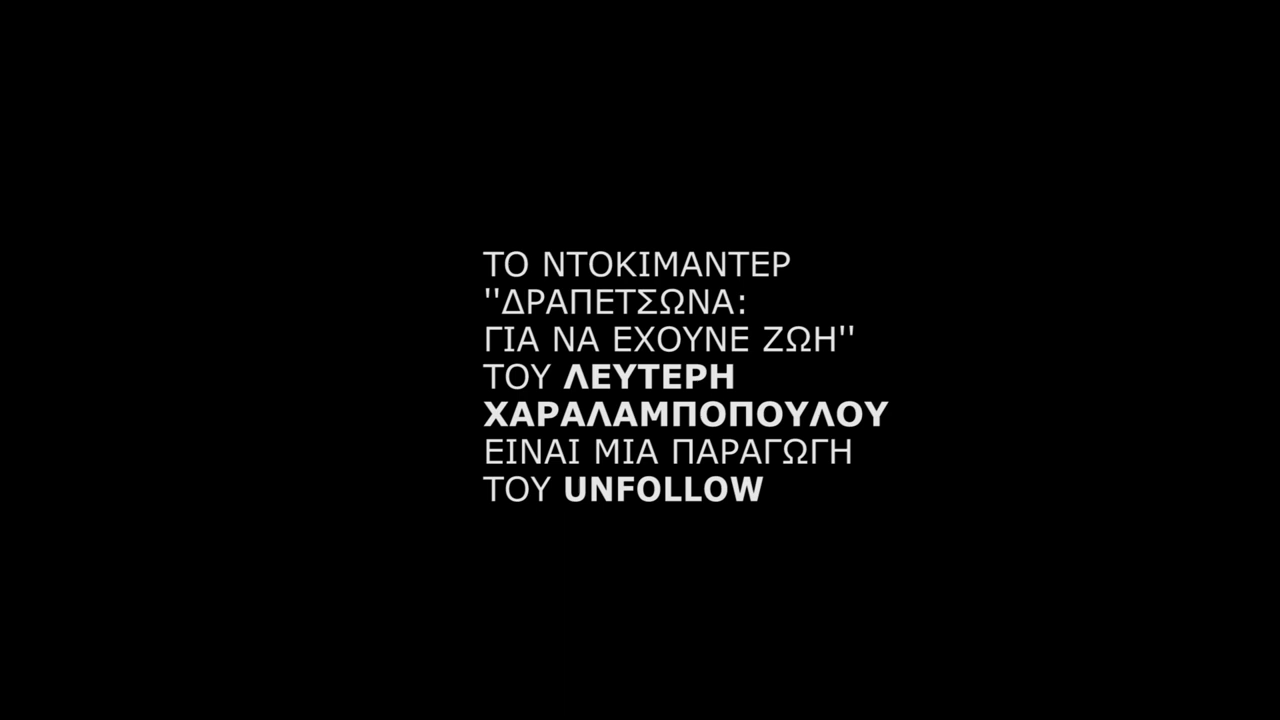 ΤΟ ΝΤΟΚΙΜΑΝΤΕΡ
''ΔΡΑΠΕΤΣΩΝΑ:
ΓΙΑ ΝΑ ΕΧΟΥΝΕ ΖΩΗ''
ΤΟΥ ΛΕΥΤΕΡΗ
ΧΑΡΑΛΑΜΠΟΠΟΥΛΟΥ
ΕΙΝΑΙ ΜΙΑ ΠΑΡΑΓΩΓΗ
ΤΟΥ UNFOLLOW